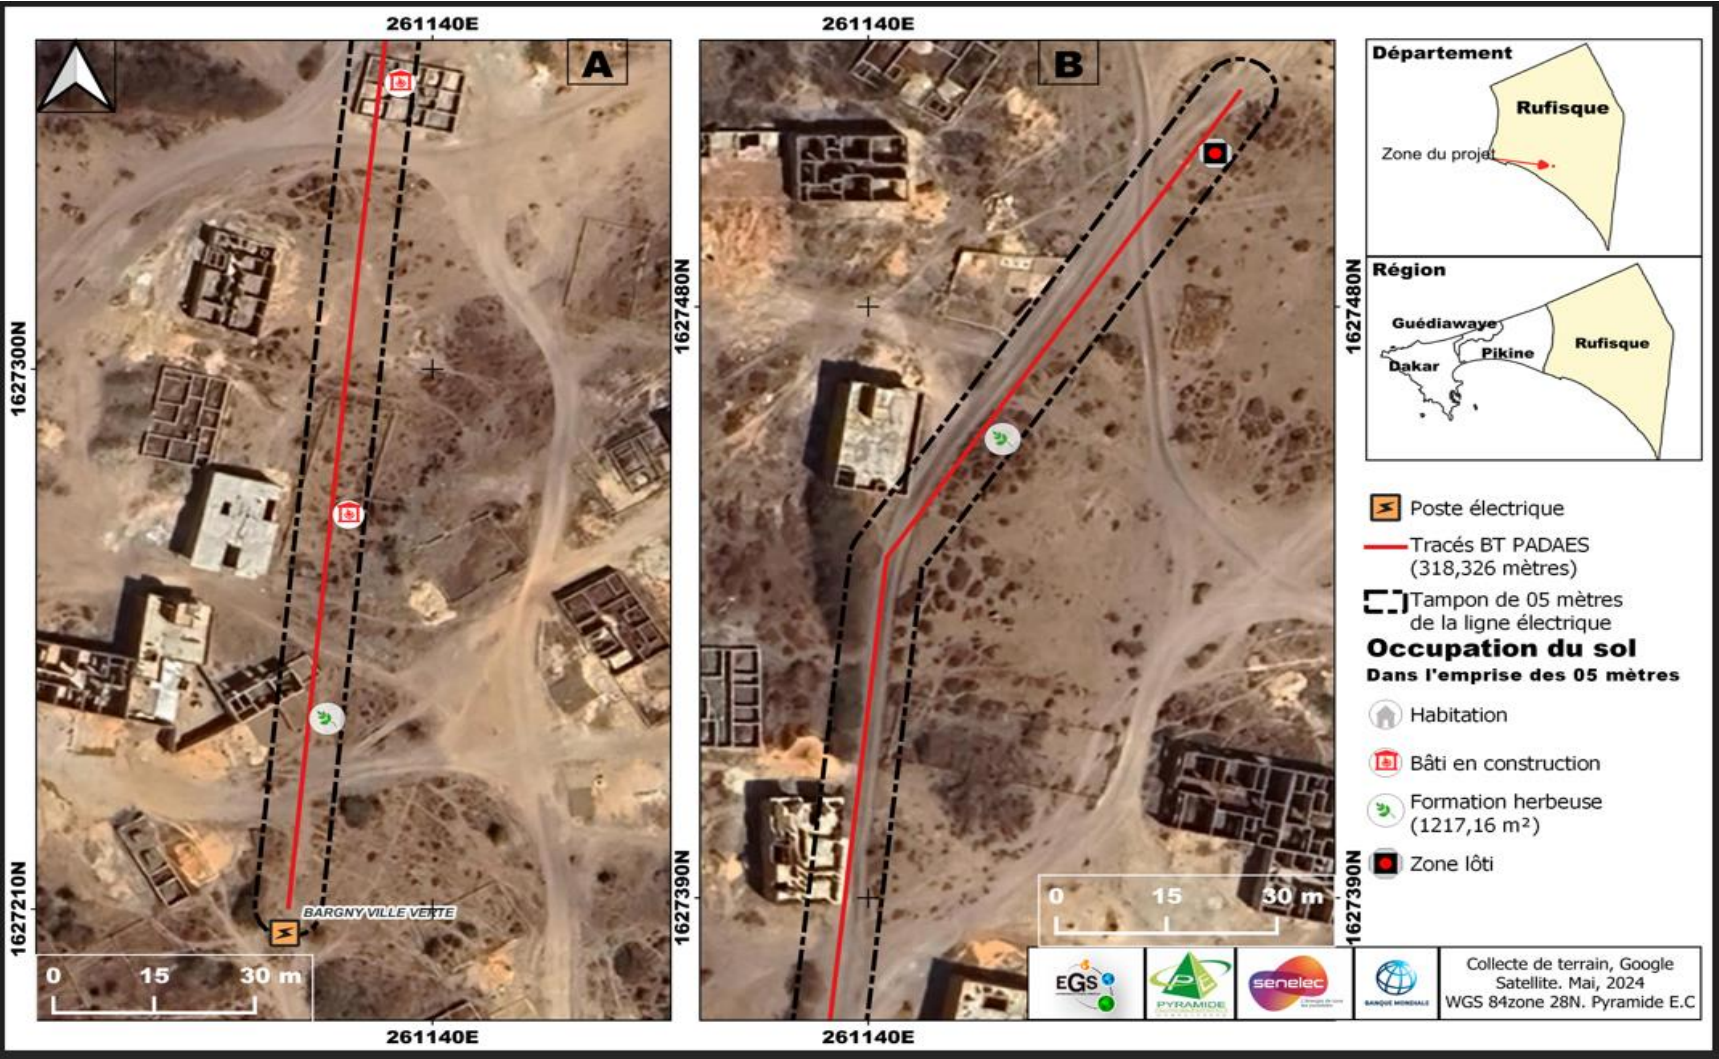 261140E
261140E
A
B
1627300N
1627210N
1627480N
1627390N
1627480N
1627390N
BARGNY VILLE VERTE
0 15 30 m
0 15 30 m
261140E
261140E
Département
Rufisque
Zone du projet
Région
Guédiawaye
Pikine
Rufisque
Dakar
Poste électrique
Tracés BT PADAES
(318,326 mètres)
Tampon de 05 mètres
de la ligne électrique
Occupation du sol
Dans l'emprise des 05 mètres
Habitation
Bâti en construction
Formation herbeuse
(1217,16 m²)
Zone lôti
EGS
PYRAMIDE
senelec
BANQUE MONDIALE
Collecte de terrain, Google
Satellite. Mai, 2024
WGS 84zone 28N. Pyramide E.C